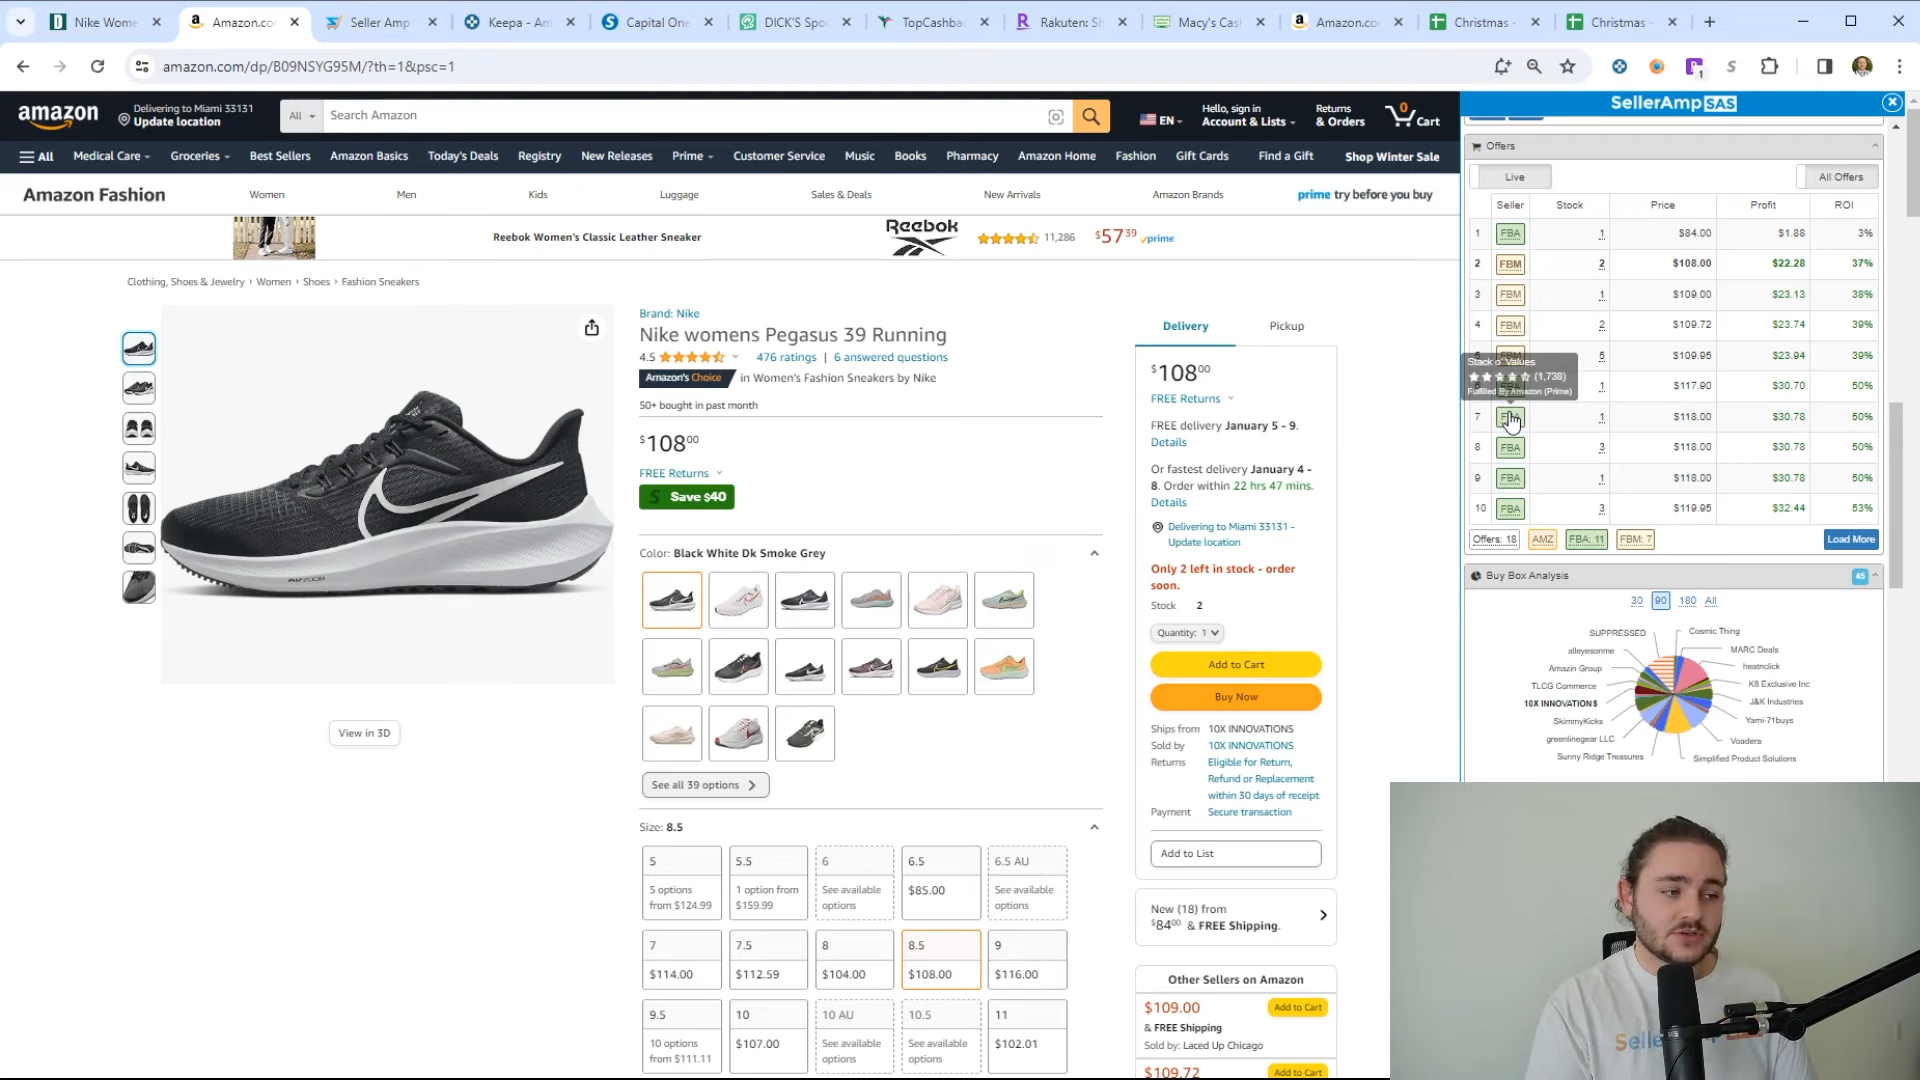 Nike Wome
Amazon.co
Seller Amp
Keepa - Am
Capital One
DICK'S Spo
TopCashba
Rakuten: Sh
Macy's Cas
Amazon.co
Christmas -
Christmas -
amazon.com/dp/B09NSYG95M/?th=1&psc=1
1
amazon
Delivering to Miami 33131
Update location
All
Search Amazon
EN
Hello, sign in
Account & Lists
Returns
& Orders
0
Cart
All
Medical Care
Groceries
Best Sellers
Amazon Basics
Today's Deals
Registry
New Releases
Prime
Customer Service
Music
Books
Pharmacy
Amazon Home
Fashion
Gift Cards
Find a Gift
Shop Winter Sale
Amazon Fashion
Women
Men
Kids
Luggage
Sales & Deals
New Arrivals
Amazon Brands
prime try before you buy
Reebok Women's Classic Leather Sneaker
Reebok
11,286
$57 39
prime
Clothing, Shoes & Jewelry › Women › Shoes › Fashion Sneakers
View in 3D
Brand: Nike
Nike womens Pegasus 39 Running
4.5
476 ratings | 6 answered questions
Amazon's Choice in Women's Fashion Sneakers by Nike
50+ bought in past month
$108 00
FREE Returns
S Save $40
Color: Black White Dk Smoke Grey
See all 39 options
Size: 8.5
5
5 options
from $124.99
5.5
1 option from
$159.99
6
See available
options
6.5
$85.00
6.5 AU
See available
options
7
$114.00
7.5
$112.59
8
$104.00
8.5
$108.00
9
$116.00
9.5
10 options
from $111.11
10
$107.00
10 AU
See available
options
10.5
See available
options
11
$102.01
Delivery
Pickup
$108 00
FREE Returns
FREE delivery January 5 - 9.
Details
Or fastest delivery January 4 -
8. Order within 22 hrs 47 mins.
Details
Delivering to Miami 33131 -
Update location
Only 2 left in stock - order
soon.
Stock 2
Quantity: 1
Add to Cart
Buy Now
Ships from 10X INNOVATIONS
Sold by 10X INNOVATIONS
Returns Eligible for Return,
Refund or Replacement
within 30 days of receipt
Payment Secure transaction
Add to List
New (18) from
$84 00 & FREE Shipping.
Other Sellers on Amazon
$109.00
Add to Cart
& FREE Shipping
Sold by: Laced Up Chicago
$109.72
Add to Cart
SellerAmp SAS
Offers
Live
All Offers
Seller Stock Price Profit ROI
1 FBA 1 $84.00 $1.88 3%
2 FBM 2 $108.00 $22.28 37%
3 FBM 1 $109.00 $23.13 38%
4 FBM 2 $109.72 $23.74 39%
FBM 5 $109.95 $23.94 39%
Stack o' Values
(1,738)
Fulfilled By Amazon (Prime)
1 $117.90 $30.70 50%
7 1 $118.00 $30.78 50%
8 FBA 3 $118.00 $30.78 50%
9 FBA 1 $118.00 $30.78 50%
10 FBA 3 $119.95 $32.44 53%
Offers: 18
AMZ
FBA: 11
FBM: 7
Load More
Buy Box Analysis
45
30 90 180 All
SUPPRESSED
Cosmic Thing
alleyesonme
MARC Deals
Amazin Group
heatnclick
TLCG Commerce
K8 Exclusive Inc
10X INNOVATIONS
J&K Industries
SkimmyKicks
Yami-71buys
greenlinegear LLC
Voadera
Sunny Ridge Treasures
Simplified Product Solutions